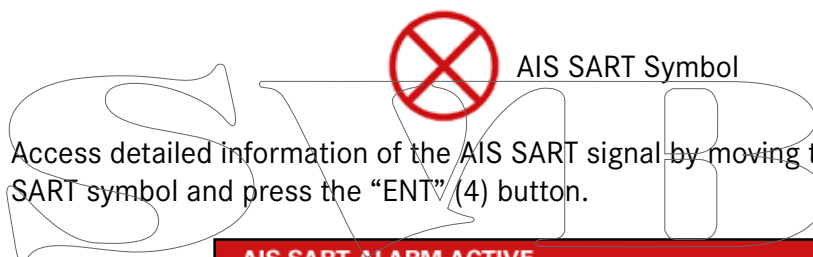 AIS SART Symbol
Access detailed information of the AIS SART signal by moving t
SART symbol and press the “ENT” (4) button.
AIS SART ALARM ACTIVE
SYB